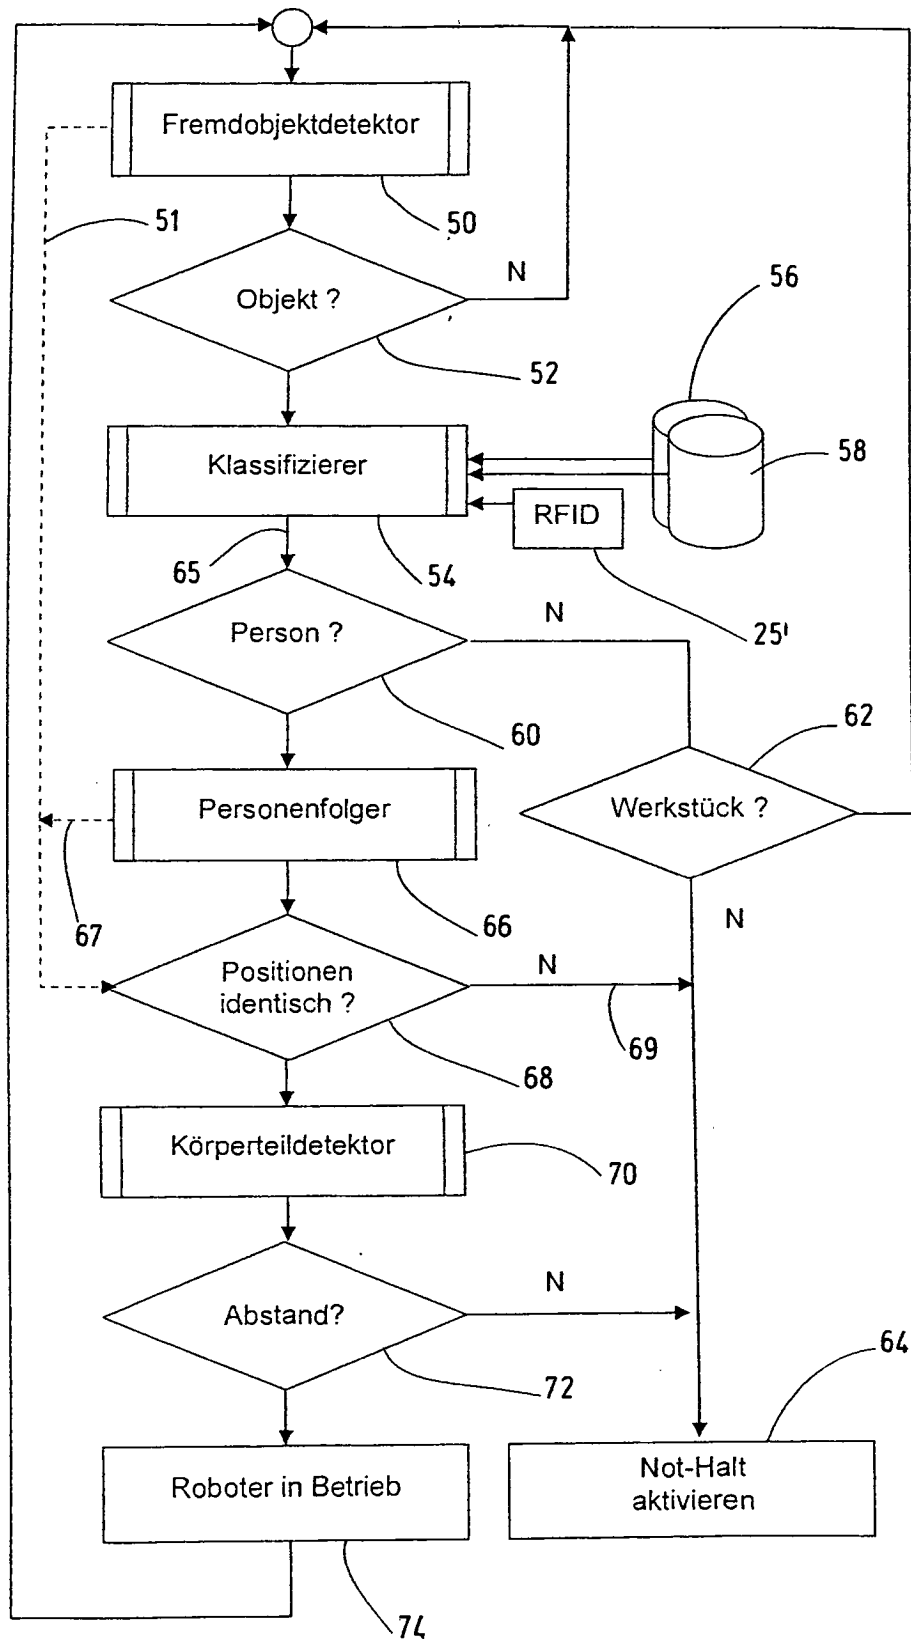 Fremdobjektdetektor
51
50
N
Objekt ?
56
52
Klassifizierer
58
RFID
65
54
N
Person ?
25'
60
62
Personenfolger
Werkstück ?
67
66
N
Positionen
identisch ?
N
69
68
Körperteildetektor
70
N
Abstand?
64
72
Roboter in Betrieb
Not-Halt
aktivieren
74